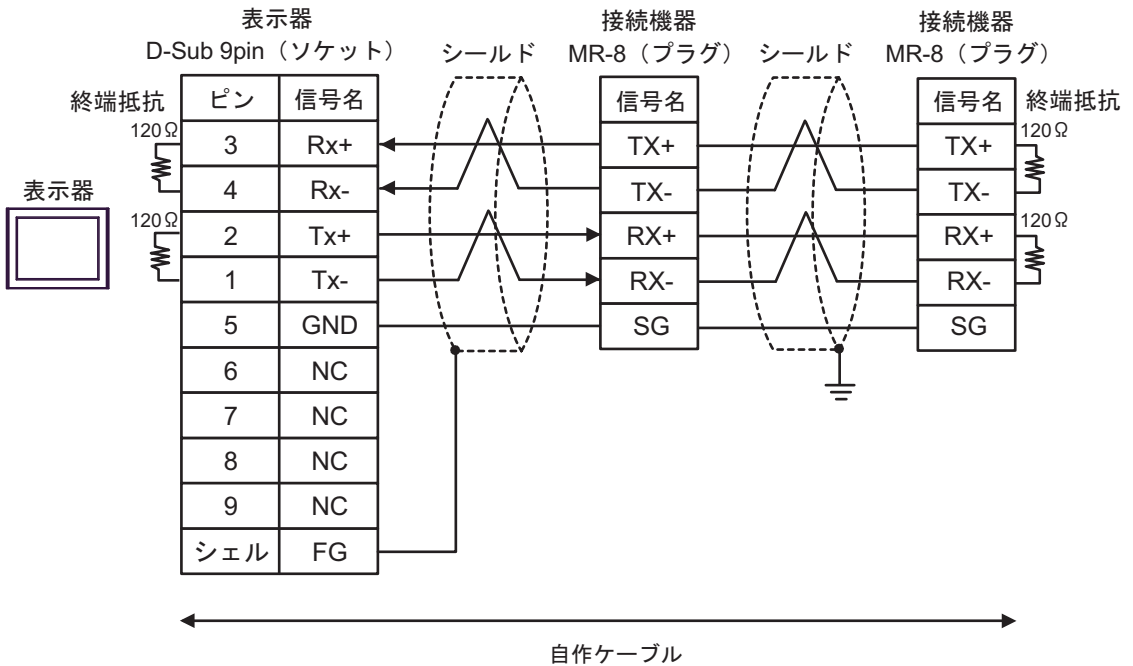 表示器
D-Sub 9pin（ソケット）
シールド
接続機器
MR-8（プラグ）
シールド
接続機器
MR-8（プラグ）
終端抵抗
ピン 信号名
信号名
信号名
終端抵抗
120Ω
3 Rx+
TX+
TX+
120Ω
4 Rx-
TX-
TX-
表示器
120Ω
2 Tx+
RX+
RX+
120Ω
1 Tx-
RX-
RX-
5 GND
SG
SG
6 NC
7 NC
8 NC
9 NC
シェル FG
自作ケーブル